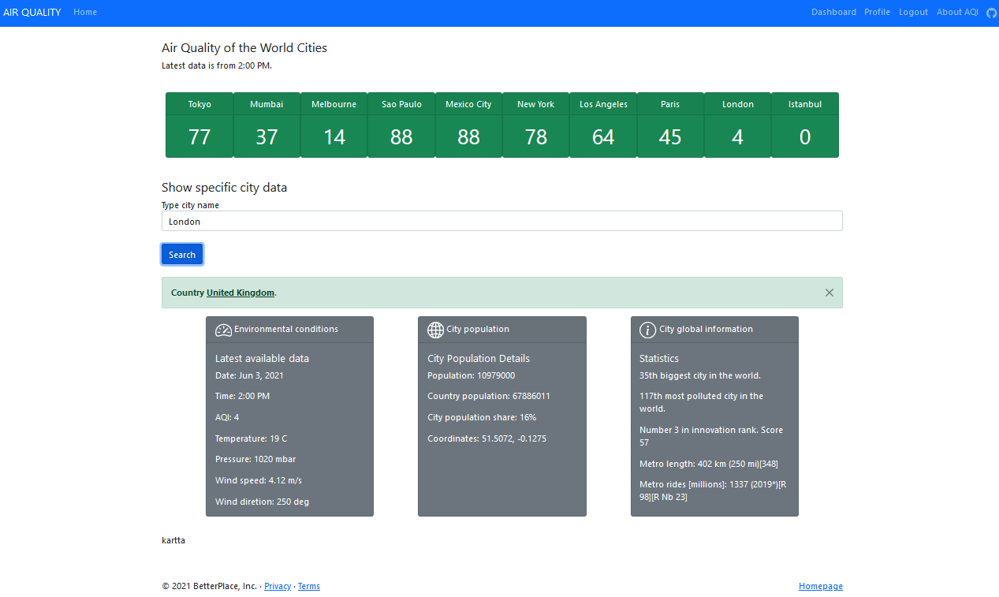 AIR QUALITY Home Dashboard Profile Logout About AQI
Air Quality of the World Cities
Latest data is from 2:00 PM.
Tokyo Mumbai Melbourne Sao Paulo Mexico City New York Los Angeles Paris London Istanbul
77 37 14 88 88 78 64 45 4 0
Show specific city data
Type city name
London
Search
Country United Kingdom.
Environmental conditions
Latest available data
Date: Jun 3, 2021
Time: 2:00 PM
AQI: 4
Temperature: 19 C
Pressure: 1020 mbar
Wind speed: 4.12 m/s
Wind diretion: 250 deg
City population
City Population Details
Population: 10979000
Country population: 67886011
City population share: 16%
Coordinates: 51.5072, -0.1275
City global information
Statistics
35th biggest city in the world.
117th most polluted city in the
world.
Number 3 in innovation rank. Score
57
Metro length: 402 km (250 mi)[348]
Metro rides [millions]: 1337 (2019*)[R
98][R Nb 23]
kartta
© 2021 BetterPlace, Inc. · Privacy · Terms Homepage